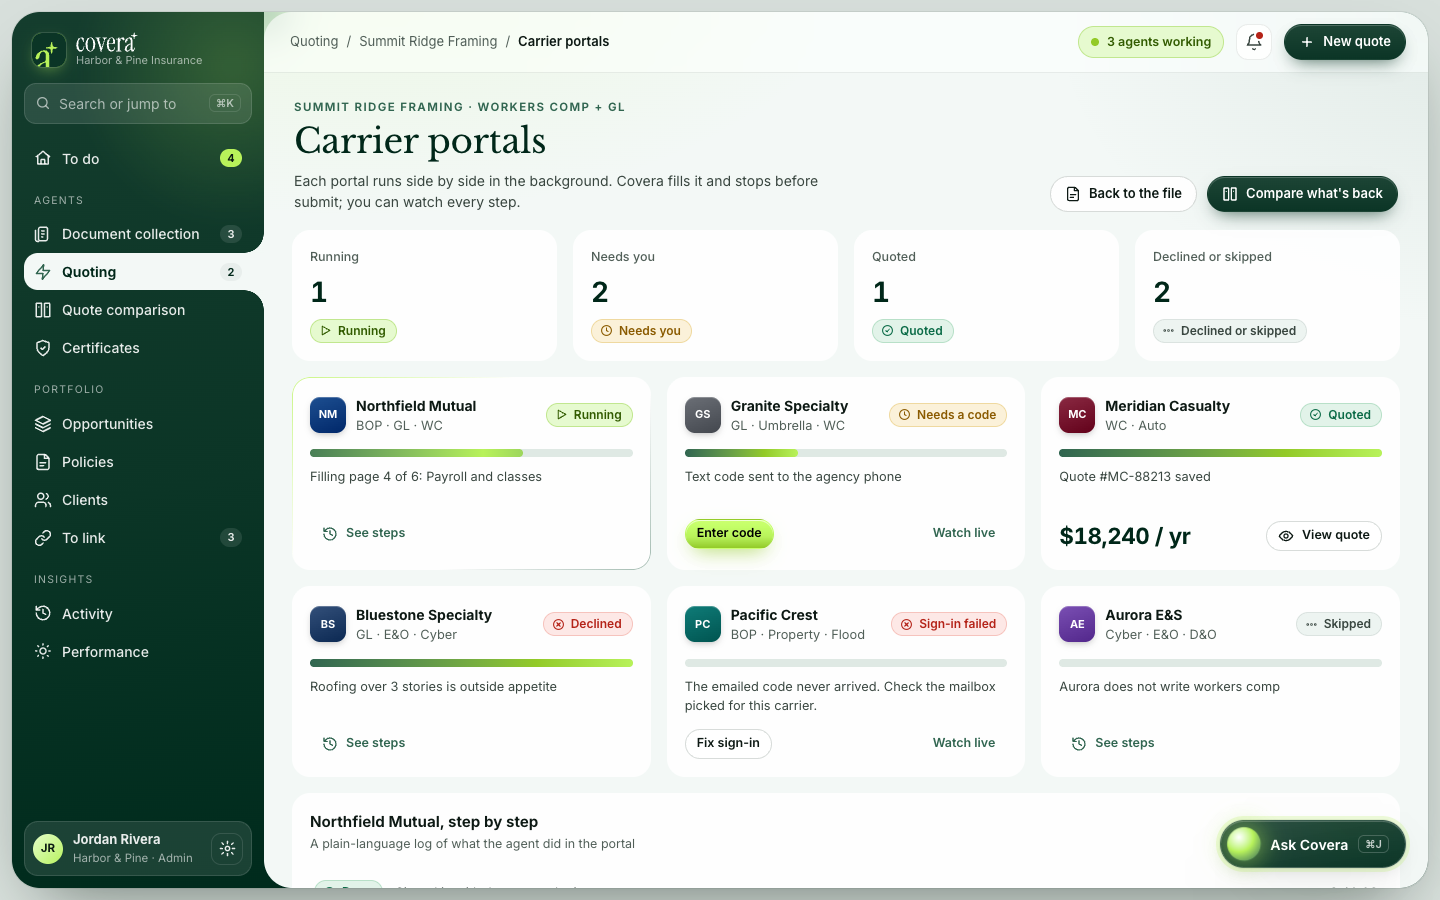 covera
Harbor & Pine Insurance
Search or jump to ⌘K
To do 4
AGENTS
Document collection 3
Quoting 2
Quote comparison
Certificates
PORTFOLIO
Opportunities
Policies
Clients
To link 3
INSIGHTS
Activity
Performance
JR Jordan Rivera
Harbor & Pine · Admin
Quoting / Summit Ridge Framing / Carrier portals
3 agents working
New quote
SUMMIT RIDGE FRAMING · WORKERS COMP + GL
Carrier portals
Each portal runs side by side in the background. Covera fills it and stops before
submit; you can watch every step.
Back to the file
Compare what's back
Running
1
Running
Needs you
2
Needs you
Quoted
1
Quoted
Declined or skipped
2
Declined or skipped
NM Northfield Mutual
BOP · GL · WC
Running
Filling page 4 of 6: Payroll and classes
See steps
GS Granite Specialty
GL · Umbrella · WC
Needs a code
Text code sent to the agency phone
Enter code
Watch live
MC Meridian Casualty
WC · Auto
Quoted
Quote #MC-88213 saved
$18,240 / yr
View quote
BS Bluestone Specialty
GL · E&O · Cyber
Declined
Roofing over 3 stories is outside appetite
See steps
PC Pacific Crest
BOP · Property · Flood
Sign-in failed
The emailed code never arrived. Check the mailbox
picked for this carrier.
Fix sign-in
Watch live
AE Aurora E&S
Cyber · E&O · D&O
Skipped
Aurora does not write workers comp
See steps
Northfield Mutual, step by step
A plain-language log of what the agent did in the portal
Ask Covera ⌘J